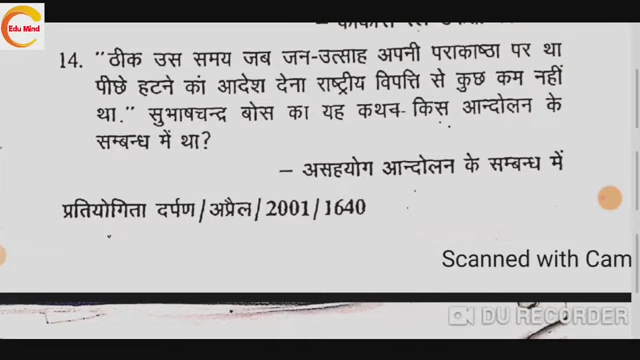 Edu Mind
14. " ठीक उस समय जब जन-उत्साह अपनी पराकाष्ठा पर था
पीछे हटने का आदेश देना राष्ट्रीय विपत्ति से कुछ कम नहीं
था।" सुभाषचन्द्र बोस का यह कथन किस आन्दोलन के
सम्बन्ध में था?
– असहयोग आन्दोलन के सम्बन्ध में
प्रतियोगिता दर्पण/अप्रैल/2001/1640
Scanned with Cam
DU RECORDER